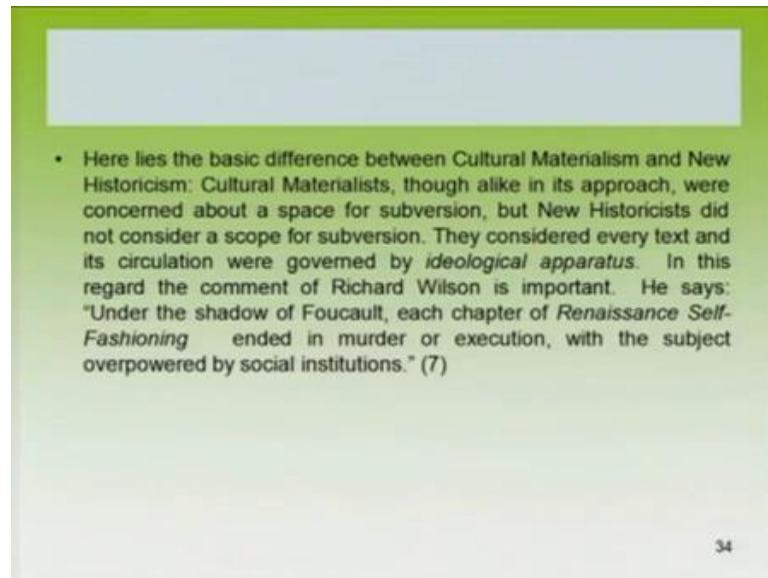 • Here lies the basic difference between Cultural Materialism and New
Historicism: Cultural Materialists, though alike in its approach, were
concerned about a space for subversion, but New Historicists did
not consider a scope for subversion. They considered every text and
its circulation were governed by ideological apparatus. In this
regard the comment of Richard Wilson is important. He says:
“Under the shadow of Foucault, each chapter of Renaissance Self-
Fashioning ended in murder or execution, with the subject
overpowered by social institutions.” (7)
34